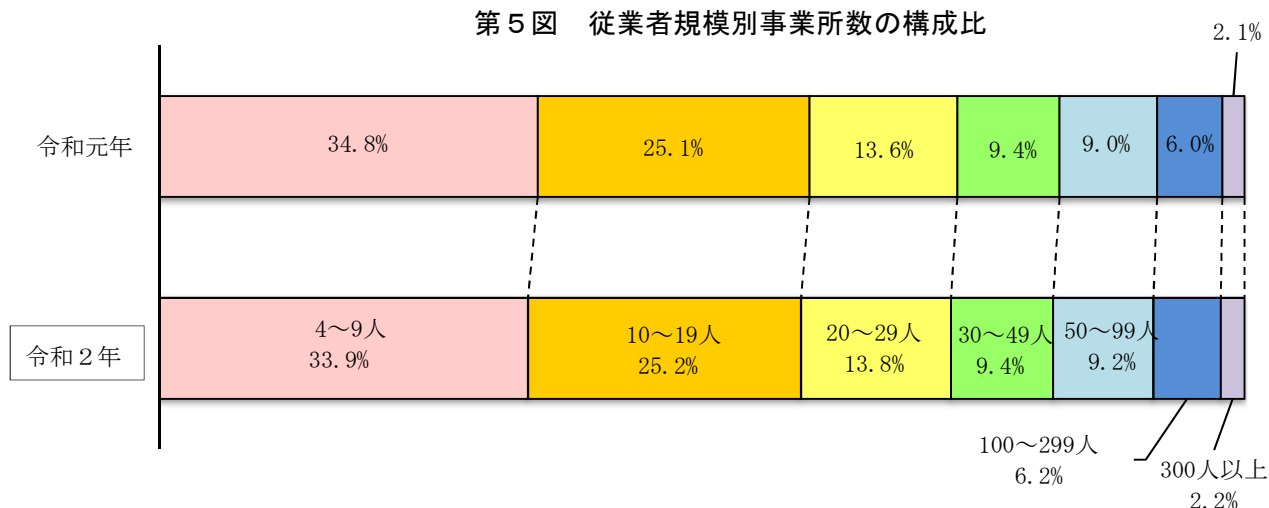 第５図　従業者規模別事業所数の構成比
2.1%
令和元年
34.8%
25.1%
13.6%
9.4%
9.0%
6.0%
令和２年
4～9人
33.9%
10～19人
25.2%
20～29人
13.8%
30～49人
9.4%
50～99人
9.2%
100～299人
6.2%
300人以上
2.2%